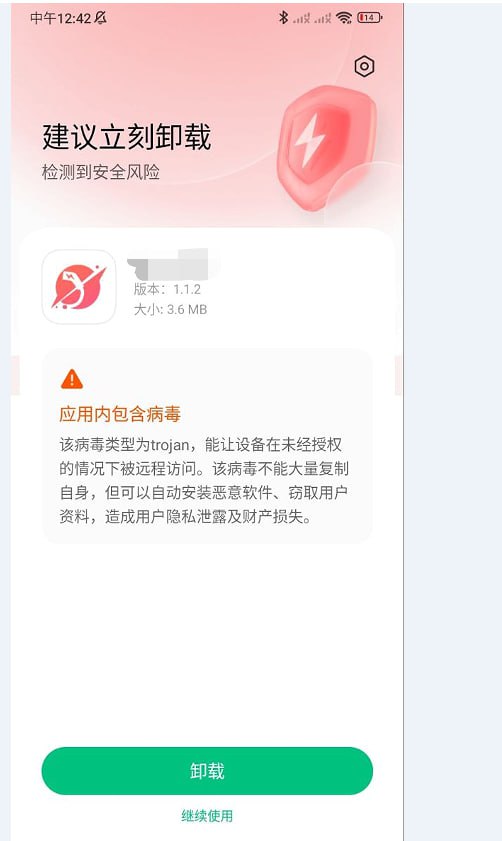 中午12:42
14
建议立刻卸载
检测到安全风险
版本：1.1.2
大小: 3.6 MB
应用内包含病毒
该病毒类型为trojan，能让设备在未经授权
的情况下被远程访问。该病毒不能大量复制
自身，但可以自动安装恶意软件、窃取用户
资料，造成用户隐私泄露及财产损失。
卸载
继续使用